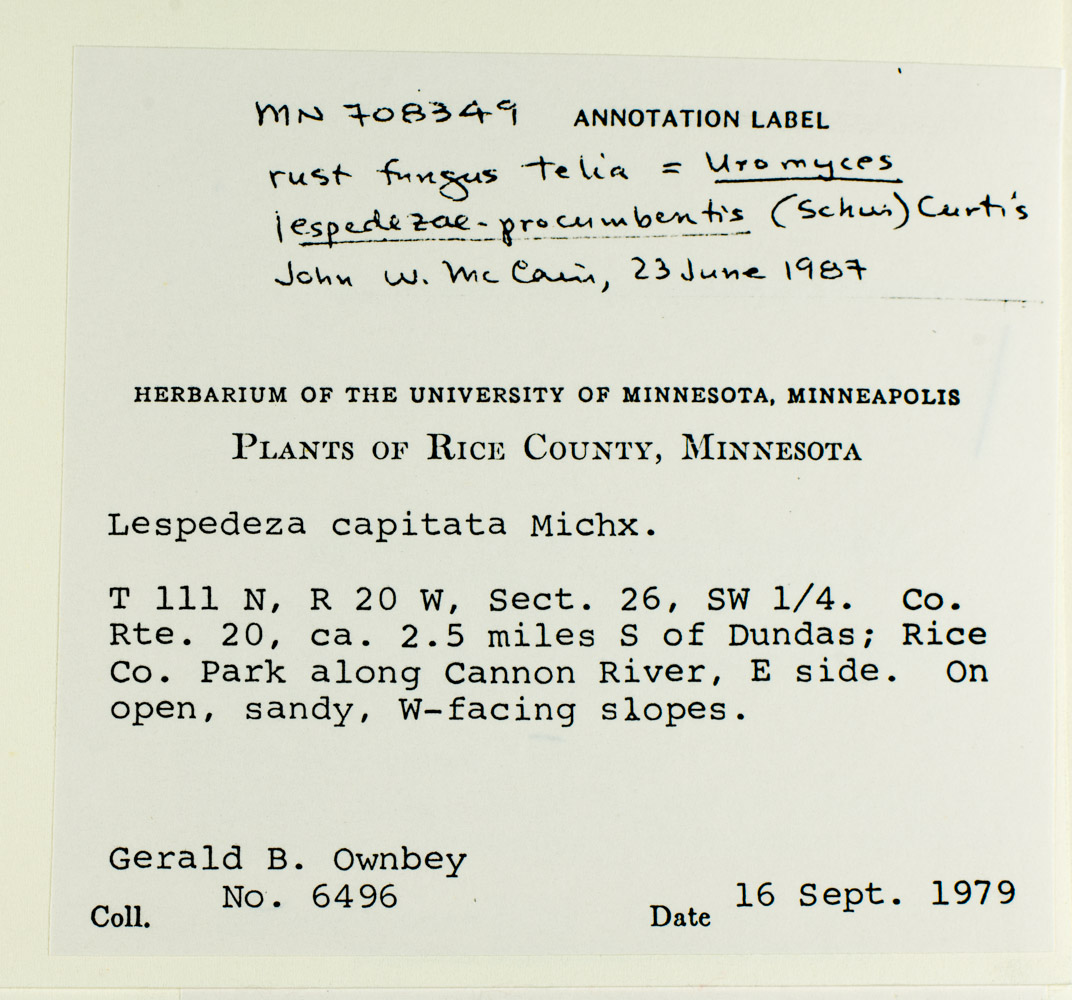 MN 708349 ANNOTATION LABEL
rust fungus telia = Uromyces
lespedezae-procumbentis (Schw) Curtis
John W. McCain, 23 June 1987
HERBARIUM OF THE UNIVERSITY OF MINNESOTA, MINNEAPOLIS
PLANTS OF RICE COUNTY, MINNESOTA
Lespedeza capitata Michx.
T 111 N, R 20 W, Sect. 26, SW 1/4. Co.
Rte. 20, ca. 2.5 miles S of Dundas; Rice
Co. Park along Cannon River, E side. On
open, sandy, W-facing slopes.
Gerald B. Ownbey
No. 6496
Coll.
Date 16 Sept. 1979